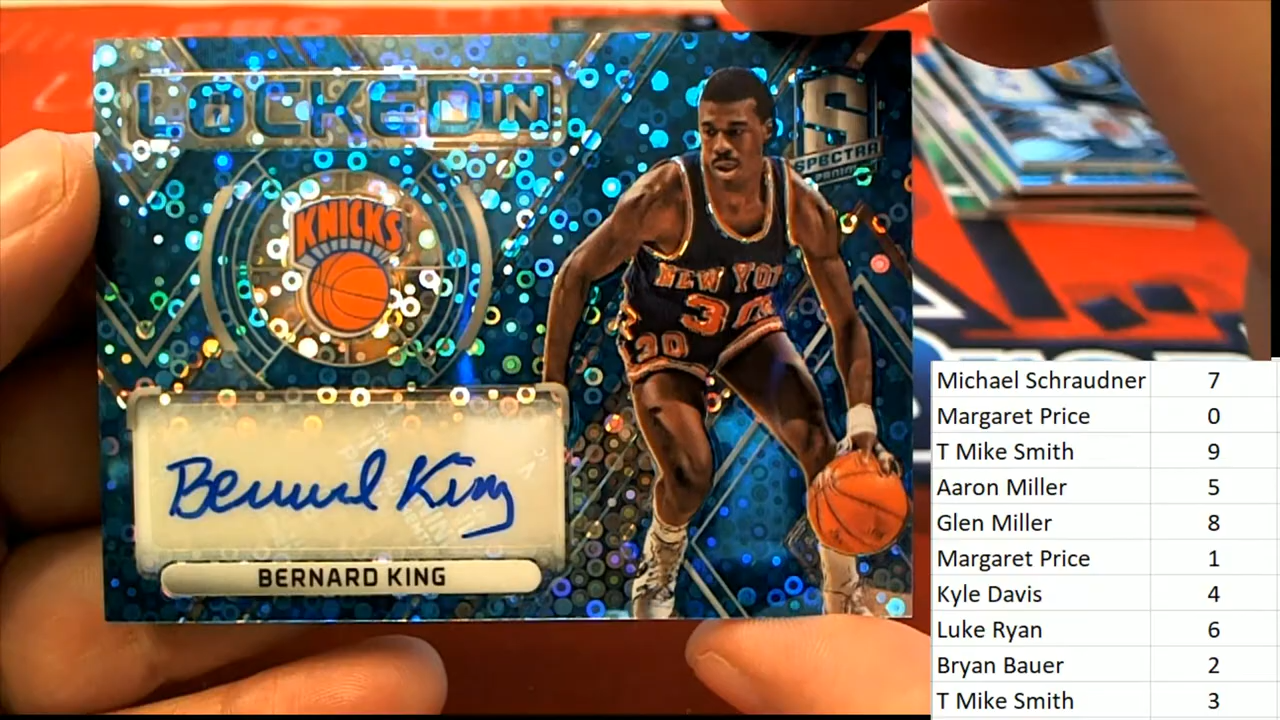 LOCKED IN
SPECTRA
PANINI
KNICKS
NEW YO
30
30
Bernard King
BERNARD KING
Michael Schraudner 7
Margaret Price 0
T Mike Smith 9
Aaron Miller 5
Glen Miller 8
Margaret Price 1
Kyle Davis 4
Luke Ryan 6
Bryan Bauer 2
T Mike Smith 3